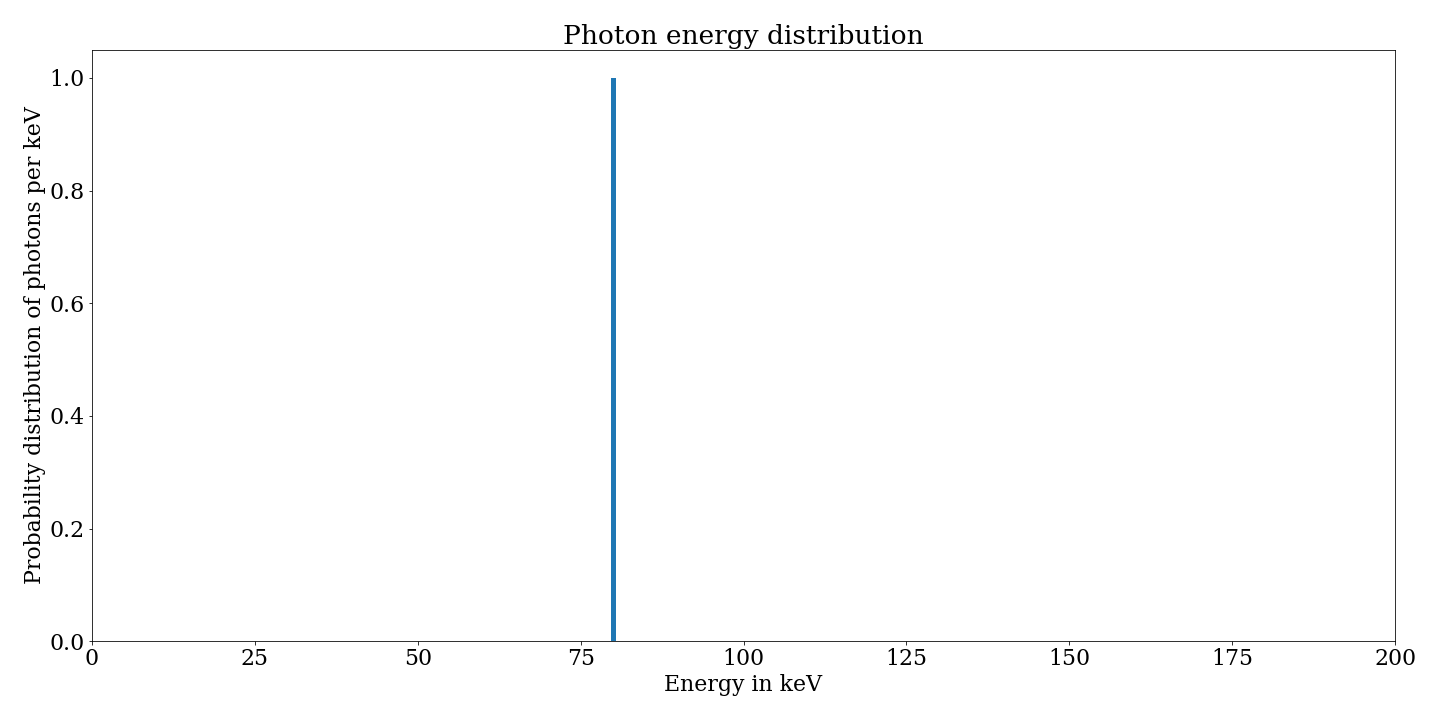 Photon energy distribution
Probability distribution of photons per keV
1.0
0.8
0.6
0.4
0.2
0.0
0 25 50 75 100 125 150 175 200
Energy in keV